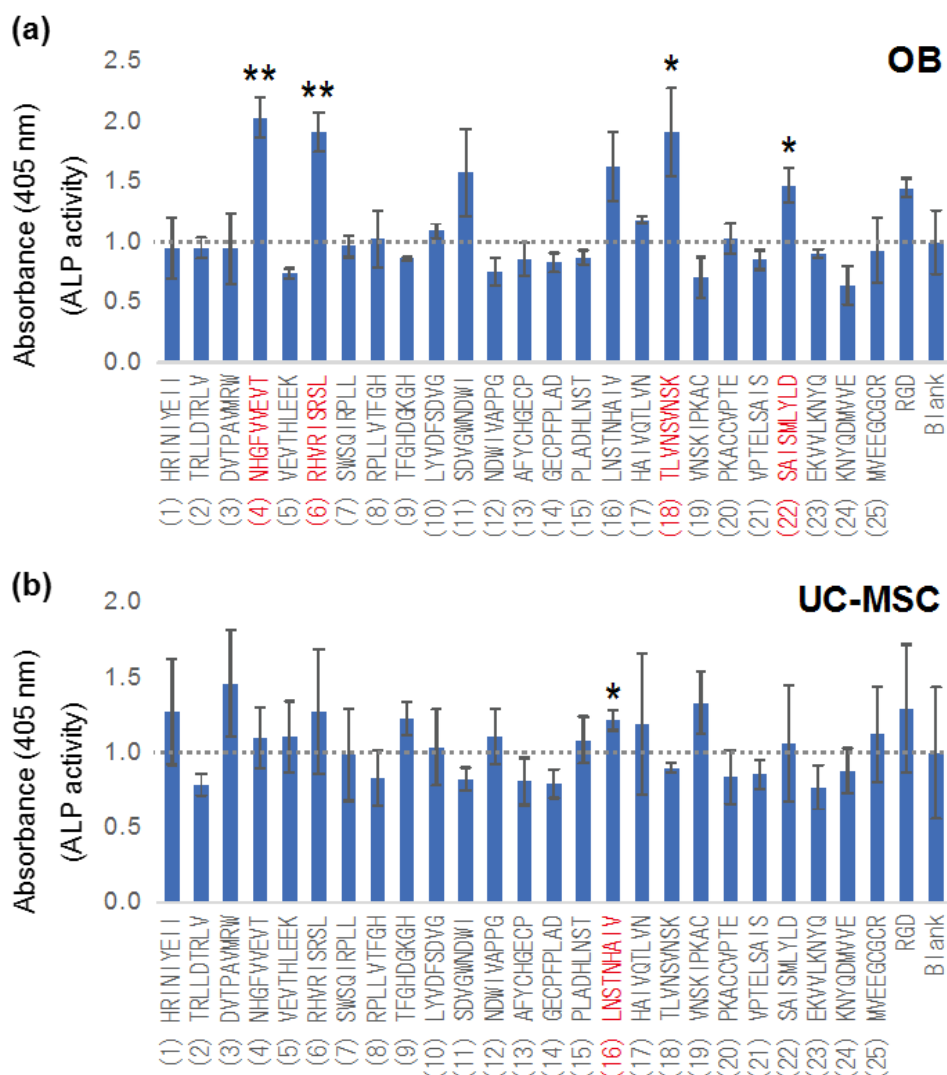 (a)
OB
Absorbance (405 nm)
(ALP activity)
2.5
2.0
1.5
1.0
0.5
0.0
**
**
*
*
(1) HRINIYEII
(2) TRLLDTRLV
(3) DVTPAVMRW
(4) NHGFVVEVT
(5) VEVTHLEEK
(6) RHVRISRSL
(7) SWSQIRPLL
(8) RPLLVTFGH
(9) TFGHDGKGH
(10) LYVDFSDVG
(11) SDVGWNDWI
(12) NDWIVAPPG
(13) AFYCHGECP
(14) GECPFPLAD
(15) PLADHLNST
(16) LNSTNHAIV
(17) HAIVQTLVN
(18) TLVNSVNSK
(19) VNSKIPKAC
(20) PKACCVPTE
(21) VPTELSAIS
(22) SAISMLYLD
(23) EKVVLKNYQ
(24) KNYQDMVVE
(25) MVEEGCGCR
RGD
Blank
(b)
UC-MSC
Absorbance (405 nm)
(ALP activity)
2.0
1.5
1.0
0.5
0.0
*
(1) HRINIYEII
(2) TRLLDTRLV
(3) DVTPAVMRW
(4) NHGFVVEVT
(5) VEVTHLEEK
(6) RHVRISRSL
(7) SWSQIRPLL
(8) RPLLVTFGH
(9) TFGHDGKGH
(10) LYVDFSDVG
(11) SDVGWNDWI
(12) NDWIVAPPG
(13) AFYCHGECP
(14) GECPFPLAD
(15) PLADHLNST
(16) LNSTNHAIV
(17) HAIVQTLVN
(18) TLVNSVNSK
(19) VNSKIPKAC
(20) PKACCVPTE
(21) VPTELSAIS
(22) SAISMLYLD
(23) EKVVLKNYQ
(24) KNYQDMVVE
(25) MVEEGCGCR
RGD
Blank